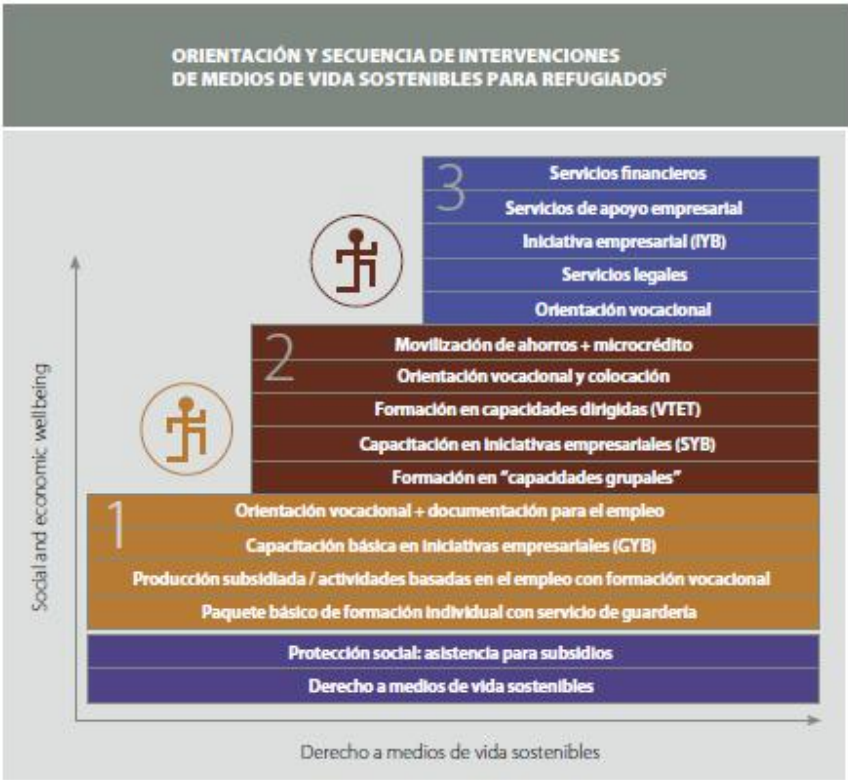 ORIENTACIÓN Y SECUENCIA DE INTERVENCIONES
DE MEDIOS DE VIDA SOSTENIBLES PARA REFUGIADOS¹
3
Servicios financieros
Servicios de apoyo empresarial
Iniciativa empresarial (IYB)
Servicios legales
Orientación vocacional
2
Movilización de ahorros + microcrédito
Orientación vocacional y colocación
Formación en capacidades dirigidas (VTET)
Capacitación en iniciativas empresariales (SYB)
Formación en "capacidades grupales"
1
Orientación vocacional + documentación para el empleo
Capacitación básica en iniciativas empresariales (GYB)
Producción subsidiada / actividades basadas en el empleo con formación vocacional
Paquete básico de formación individual con servicio de guardería
Protección social: asistencia para subsidios
Derecho a medios de vida sostenibles
Social and economic wellbeing
Derecho a medios de vida sostenibles